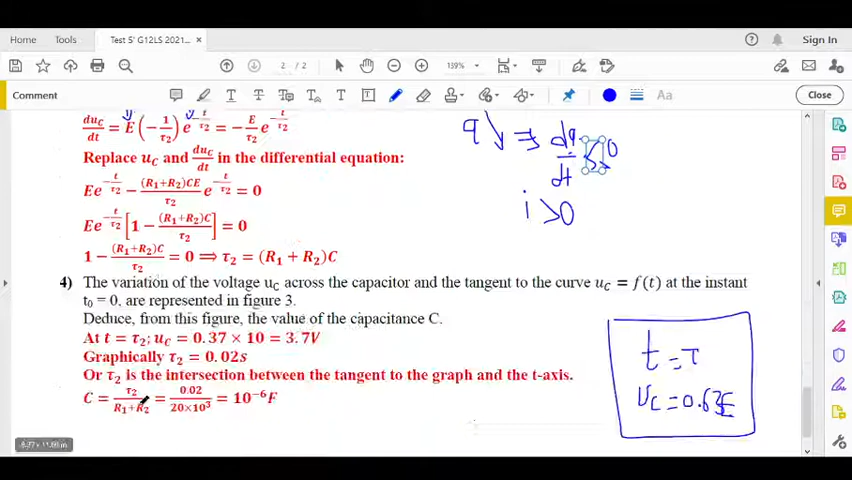 Home Tools Test 5' G12LS 2021... × Sign In
2 / 2 139%
Comment Aa Close
du_C/dt = E(−1/τ₂)e^(−t/τ₂) = −E/τ₂ e^(−t/τ₂)
Replace u_C and du_C/dt in the differential equation:
Ee^(−t/τ₂) − (R₁+R₂)CE/τ₂ e^(−t/τ₂) = 0
Ee^(−t/τ₂)[1 − (R₁+R₂)C/τ₂] = 0
1 − (R₁+R₂)C/τ₂ = 0 ⟹ τ₂ = (R₁ + R₂)C
q ↘ ⇒ dq/dt < 0
i > 0
4) The variation of the voltage u_C across the capacitor and the tangent to the curve u_C = f(t) at the instant
t₀ = 0, are represented in figure 3.
Deduce, from this figure, the value of the capacitance C.
At t = τ₂; u_C = 0.37 × 10 = 3.7V
Graphically τ₂ = 0.02s
Or τ₂ is the intersection between the tangent to the graph and the t-axis.
C = τ₂/(R₁+R₂) = 0.02/(20×10³) = 10⁻⁶F
t = τ
u_C = 0.63E